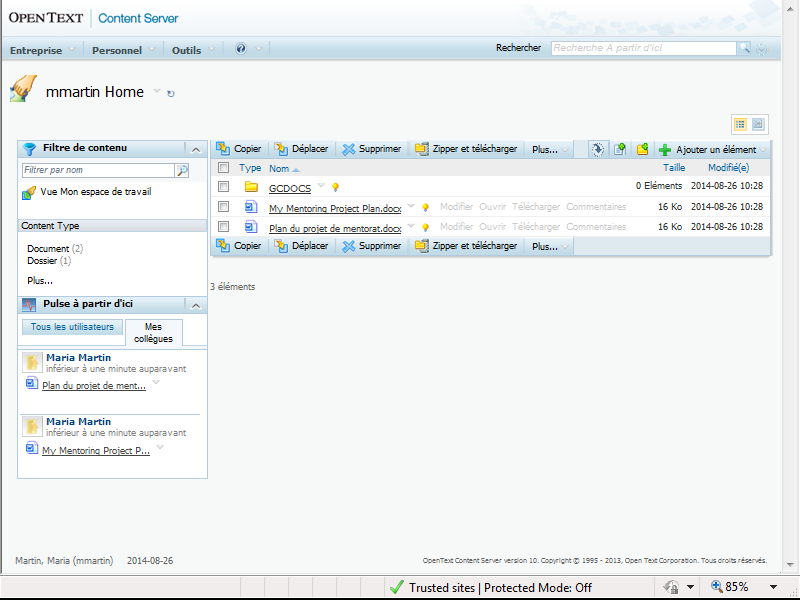 OPENTEXT | Content Server
Entreprise Personnel Outils Rechercher Recherche A partir d'ici
mmartin Home
Filtre de contenu
Filtrer par nom
Vue Mon espace de travail
Content Type
Document (2)
Dossier (1)
Plus...
Pulse à partir d'ici
Tous les utilisateurs Mes collègues
Maria Martin
inférieur à une minute auparavant
Plan du projet de ment...
Maria Martin
inférieur à une minute auparavant
My Mentoring Project P...
Copier Déplacer Supprimer Zipper et télécharger Plus... Ajouter un élément
Type Nom Taille Modifié(e)
GCDOCS 0 Eléments 2014-08-26 10:28
My Mentoring Project Plan.docx Modifier Ouvrir Télécharger Commentaires 16 Ko 2014-08-26 10:28
Plan du projet de mentorat.docx Modifier Ouvrir Télécharger Commentaires 16 Ko 2014-08-26 10:28
Copier Déplacer Supprimer Zipper et télécharger Plus...
3 éléments
Martin, Maria (mmartin) 2014-08-26 OpenText Content Server version 10. Copyright © 1995 - 2013, Open Text Corporation. Tous droits réservés.
Trusted sites | Protected Mode: Off 85%